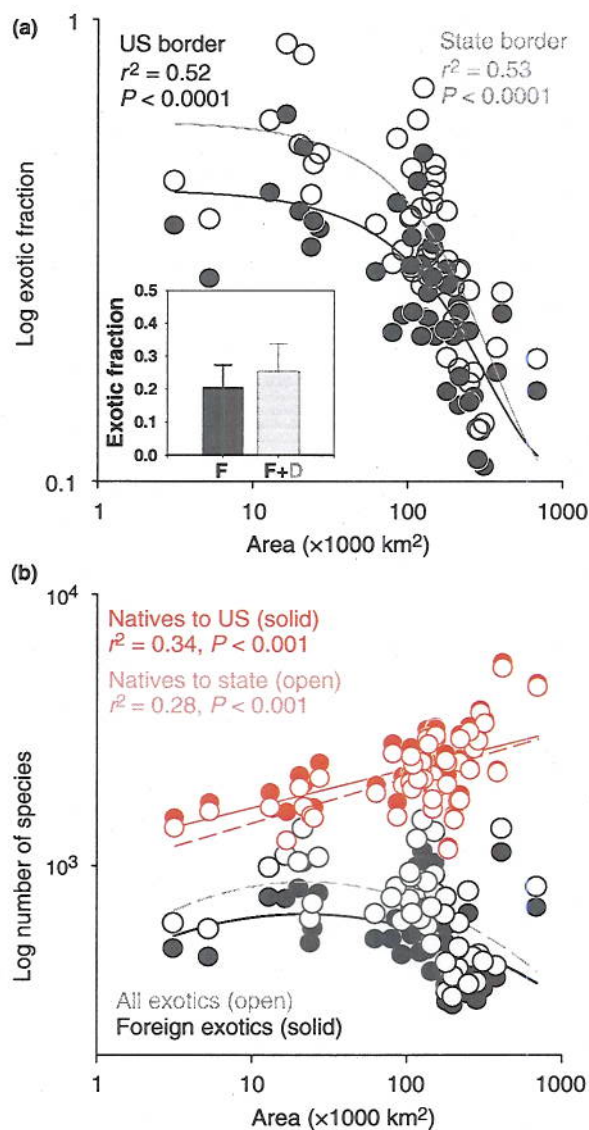 (a)
1
US border
r² = 0.52
P < 0.0001
State border
r² = 0.53
P < 0.0001
Log exotic fraction
0.5
0.4
0.3
0.2
0.1
0.0
Exotic fraction
F
F+D
0.1
1
10
100
1000
Area (×1000 km²)
(b)
10⁴
Natives to US (solid)
r² = 0.34, P < 0.001
Natives to state (open)
r² = 0.28, P < 0.001
Log number of species
10³
All exotics (open)
Foreign exotics (solid)
1
10
100
1000
Area (×1000 km²)